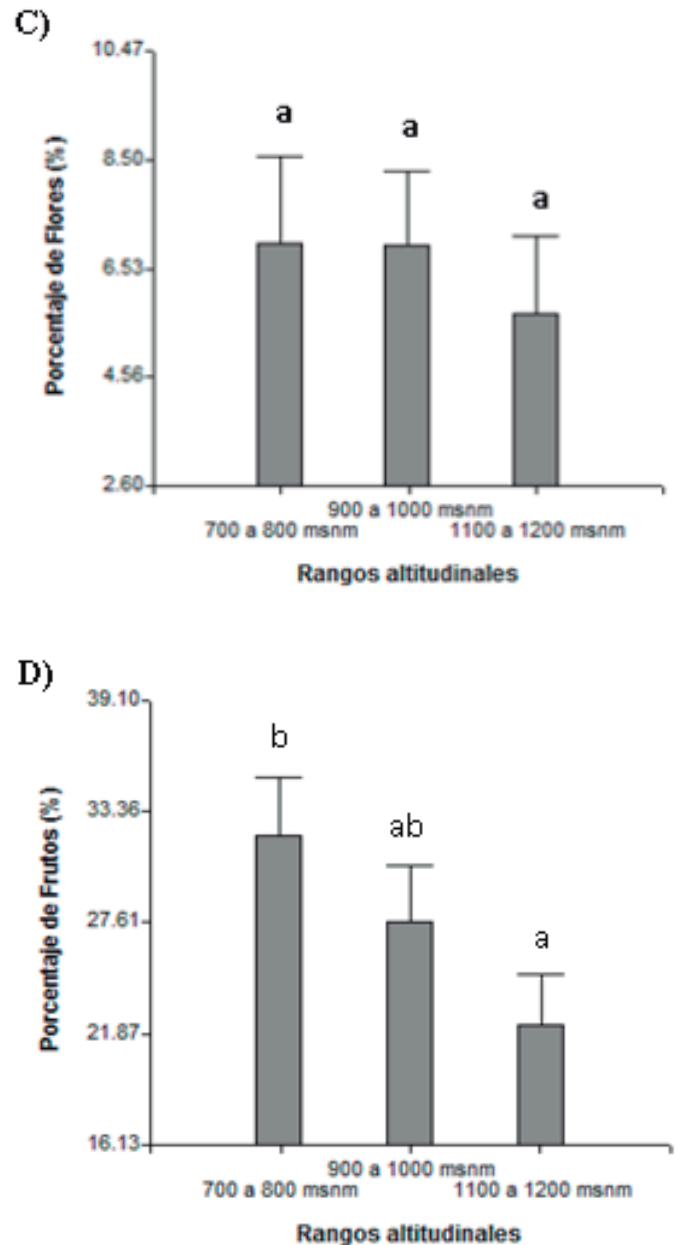 C)
Porcentaje de Flores (%)
10.47
a
a
8.50
a
6.53
4.56
2.60
900 a 1000 msnm
700 a 800 msnm 1100 a 1200 msnm
Rangos altitudinales
D)
Porcentaje de Frutos (%)
39.10
b
33.36
ab
27.61
a
21.87
16.13
900 a 1000 msnm
700 a 800 msnm 1100 a 1200 msnm
Rangos altitudinales